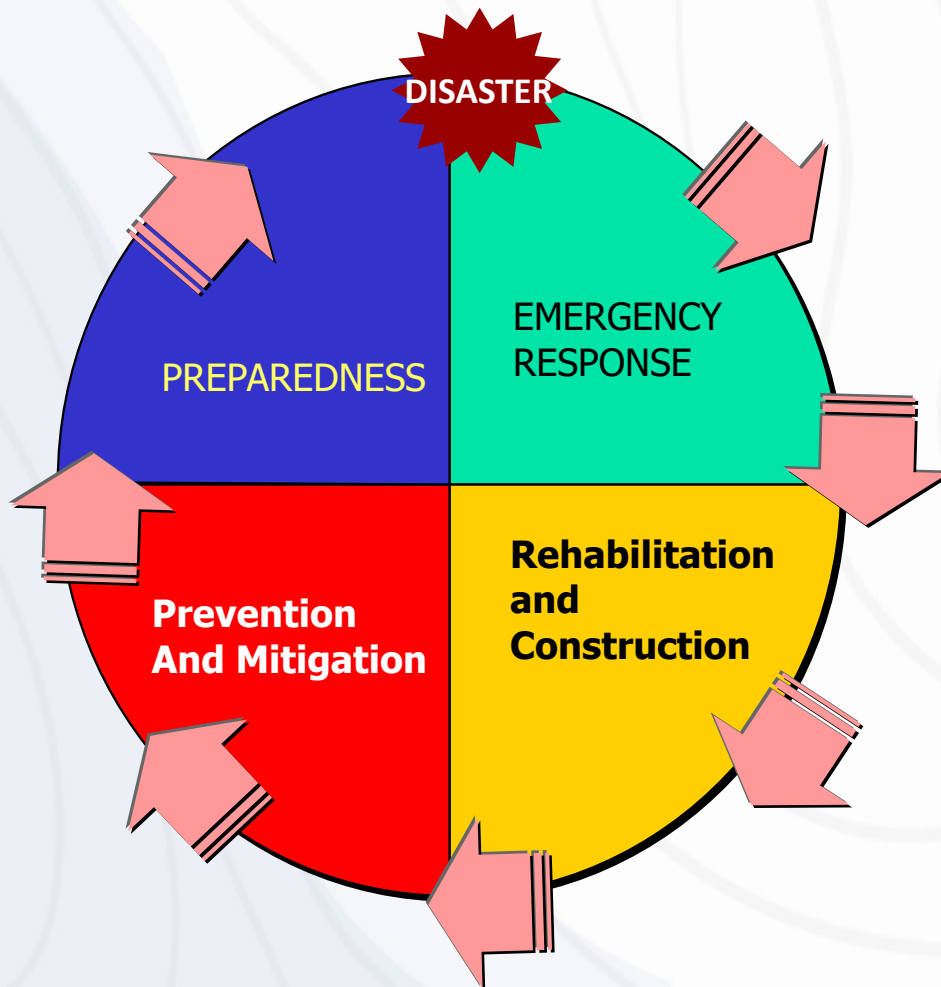 DISASTER
EMERGENCY
RESPONSE
PREPAREDNESS
Rehabilitation
and
Construction
Prevention
And Mitigation